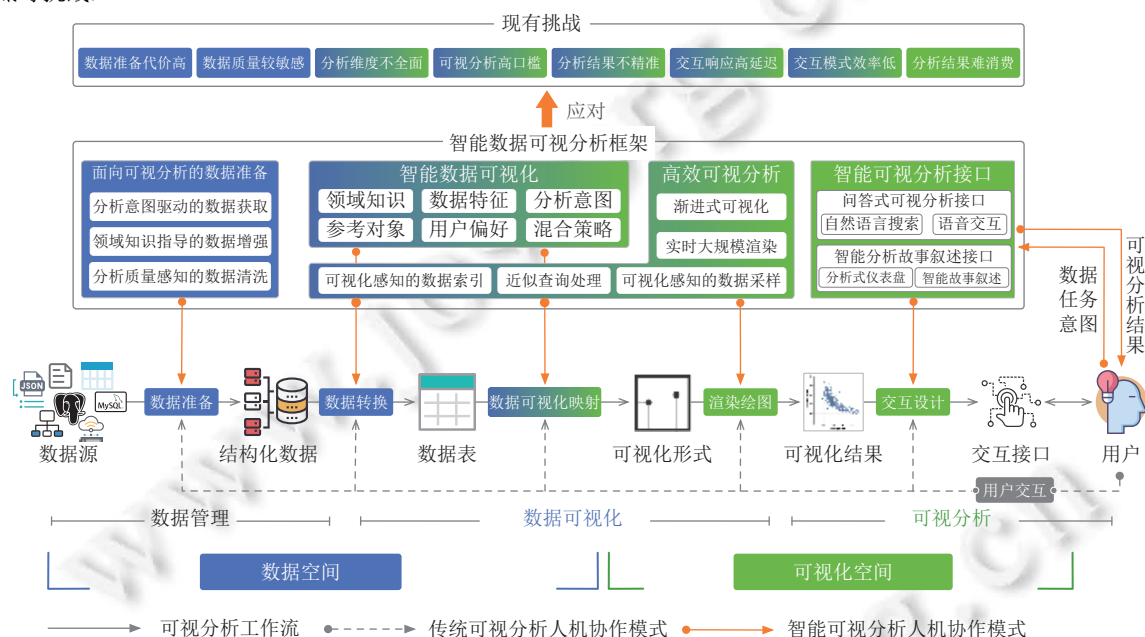 现有挑战
数据准备代价高 数据质量较敏感 分析维度不全面 可视分析高口槛 分析结果不精准 交互响应高延迟 交互模式效率低 分析结果难消费
应对
智能数据可视分析框架
面向可视分析的数据准备
分析意图驱动的数据获取
领域知识指导的数据增强
分析质量感知的数据清洗
智能数据可视化
领域知识 数据特征 分析意图
参考对象 用户偏好 混合策略
高效可视分析
渐进式可视化
实时大规模渲染
可视化感知的数据索引 近似查询处理 可视化感知的数据采样
智能可视分析接口
问答式可视分析接口
自然语言搜索 语音交互
智能分析故事叙述接口
分析式仪表盘 智能故事叙述
数据
任务
意图
可视分析结果
JSON
MySQL
数据准备 数据转换 数据可视化映射 渲染绘图 交互设计
数据源 结构化数据 数据表 可视化形式 可视化结果 交互接口 用户
用户交互
数据管理 数据可视化 可视分析
数据空间 可视化空间
可视分析工作流 传统可视分析人机协作模式 智能可视分析人机协作模式